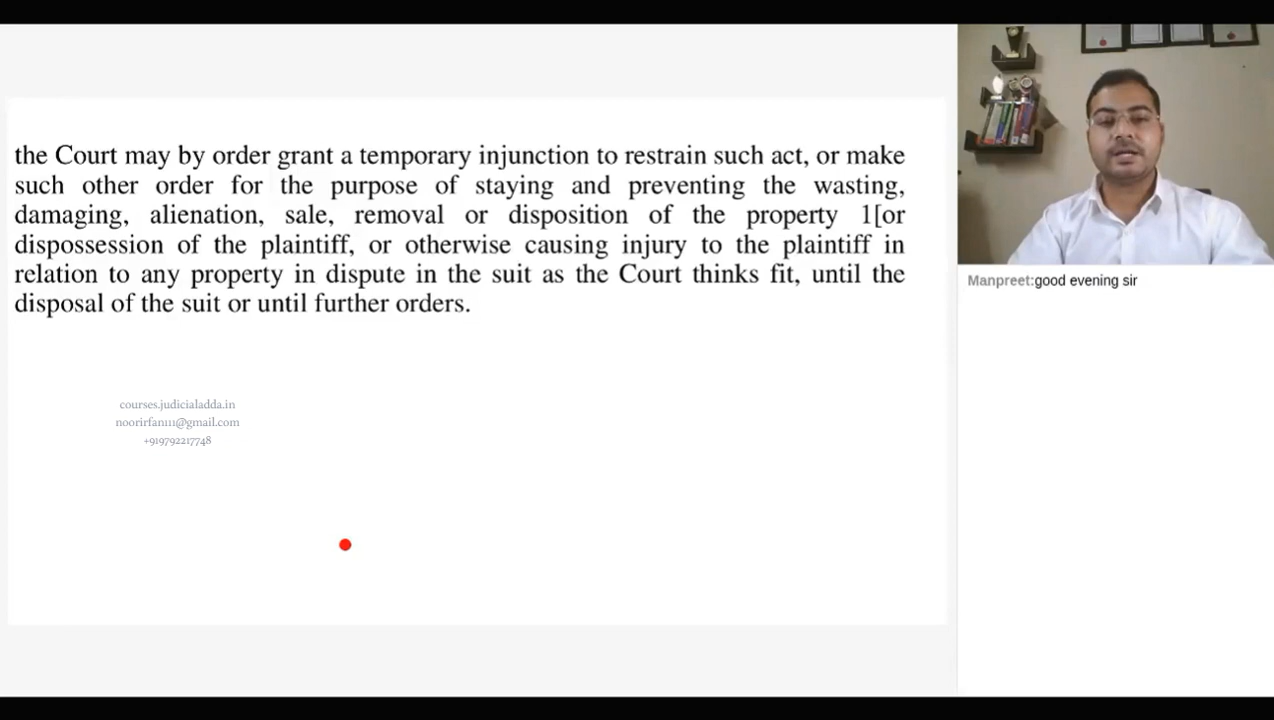 the Court may by order grant a temporary injunction to restrain such act, or make
such other order for the purpose of staying and preventing the wasting,
damaging, alienation, sale, removal or disposition of the property 1[or
dispossession of the plaintiff, or otherwise causing injury to the plaintiff in
relation to any property in dispute in the suit as the Court thinks fit, until the
disposal of the suit or until further orders.
courses.judicialadda.in
noorirfan111@gmail.com
+919792217748
Manpreet:good evening sir